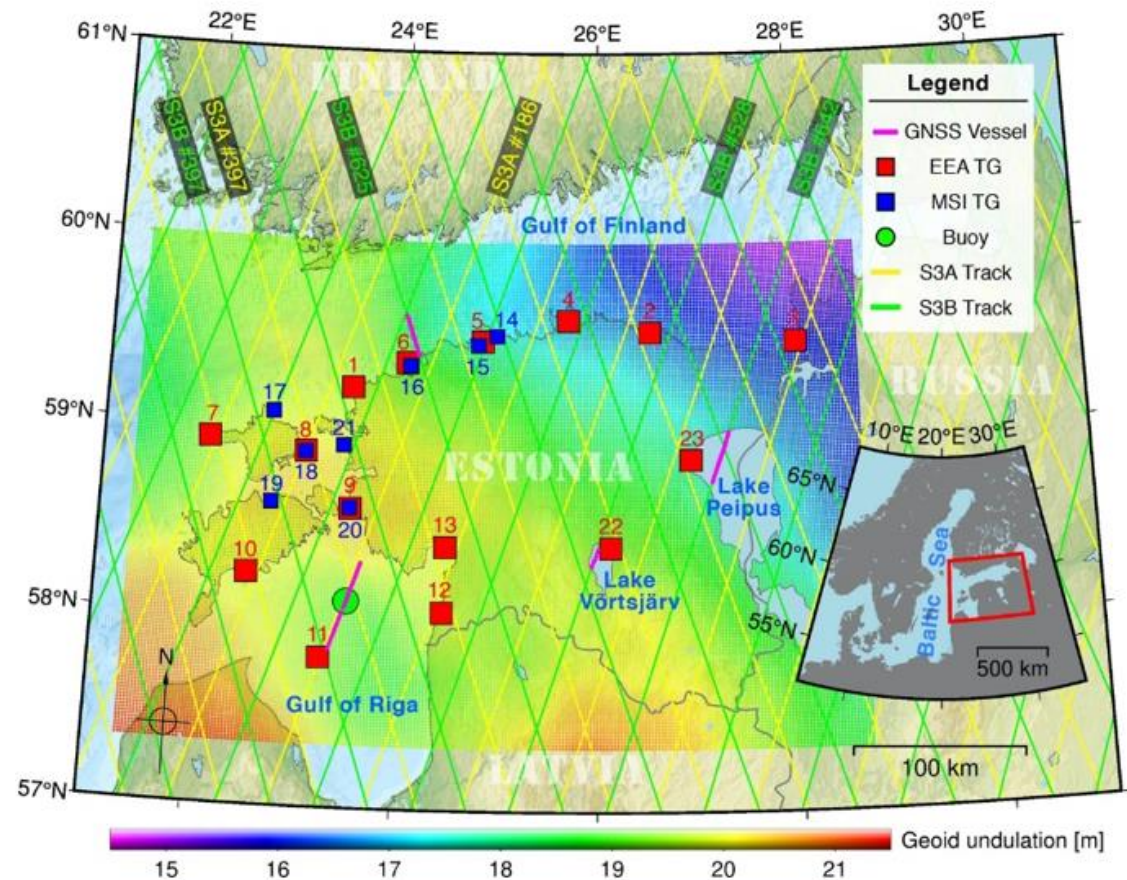 22°E
24°E
26°E
28°E
30°E
61°N
60°N
59°N
58°N
57°N
FINLAND
S3B #397
S3A #397
S3B #625
S3A #186
S3B #528
S3B #642
Legend
GNSS Vessel
EEA TG
MSI TG
Buoy
S3A Track
S3B Track
Gulf of Finland
4
2
3
5
14
15
6
16
1
17
7
8
18
21
19
9
20
10
13
12
11
23
22
ESTONIA
RUSSIA
Lake
Peipus
Lake
Võrtsjärv
Gulf of Riga
LATVIA
N
10°E
20°E
30°E
65°N
60°N
55°N
Baltic Sea
500 km
100 km
Geoid undulation [m]
15
16
17
18
19
20
21